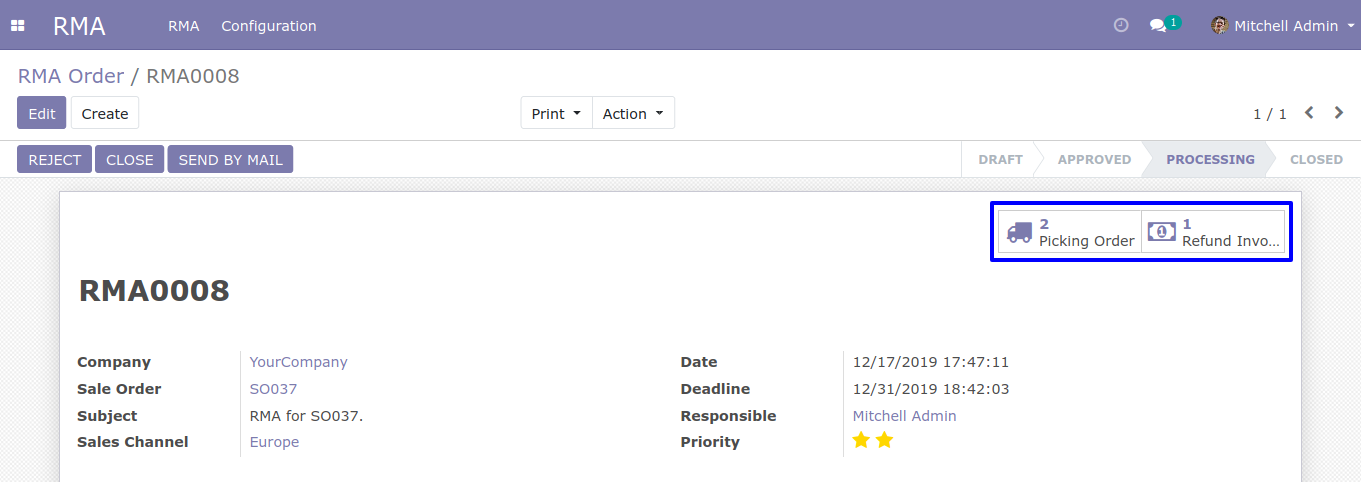 RMA RMA Configuration 1 Mitchell Admin
RMA Order / RMA0008
Edit Create Print Action 1 / 1
REJECT CLOSE SEND BY MAIL DRAFT APPROVED PROCESSING CLOSED
2 1
Picking Order Refund Invo...
RMA0008
Company YourCompany Date 12/17/2019 17:47:11
Sale Order SO037 Deadline 12/31/2019 18:42:03
Subject RMA for SO037. Responsible Mitchell Admin
Sales Channel Europe Priority